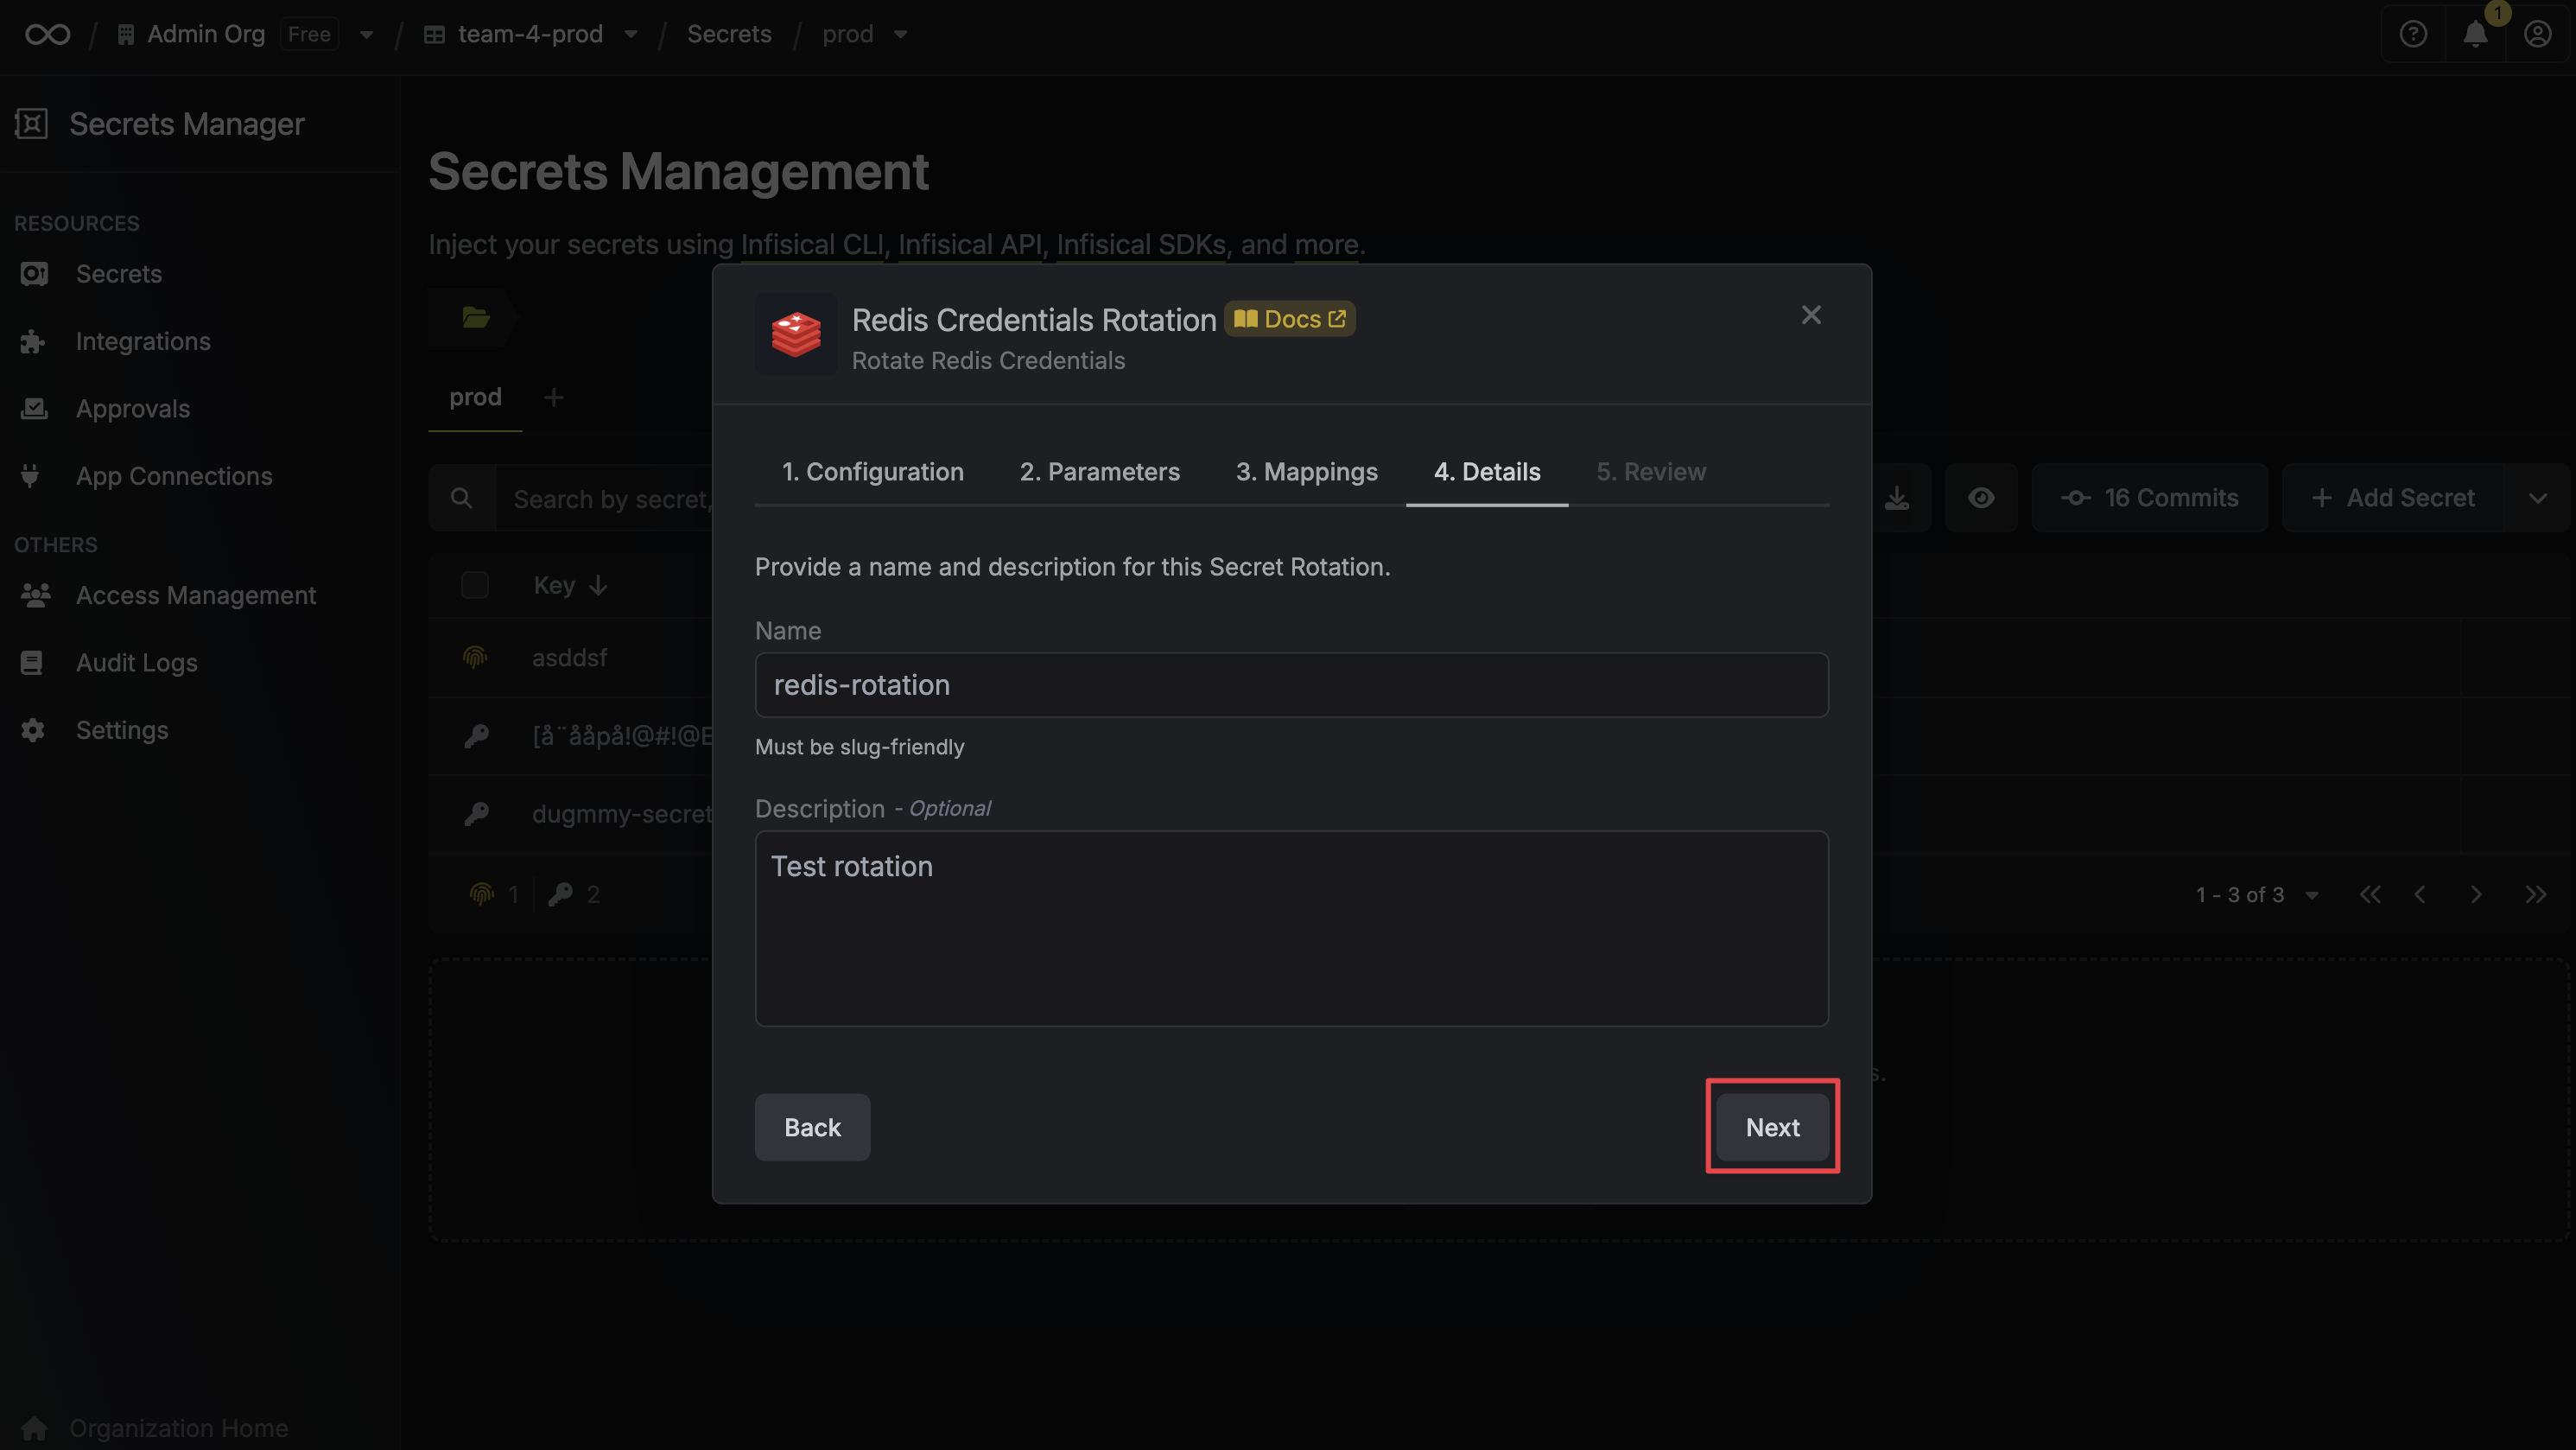 Admin Org Free team-4-prod Secrets prod 1
Secrets Manager
Secrets Management
RESOURCES
Inject your secrets using Infisical CLI, Infisical API, Infisical SDKs, and more.
Secrets
Integrations
Approvals
App Connections
OTHERS
Access Management
Audit Logs
Settings
Organization Home
prod
Search by secret,
16 Commits
Add Secret
Key
asddsf
[å¨ååpå!@#!@E
dugmmy-secret
1 2
1 - 3 of 3
s.
Redis Credentials Rotation Docs
Rotate Redis Credentials
1. Configuration 2. Parameters 3. Mappings 4. Details 5. Review
Provide a name and description for this Secret Rotation.
Name
redis-rotation
Must be slug-friendly
Description - Optional
Test rotation
Back Next